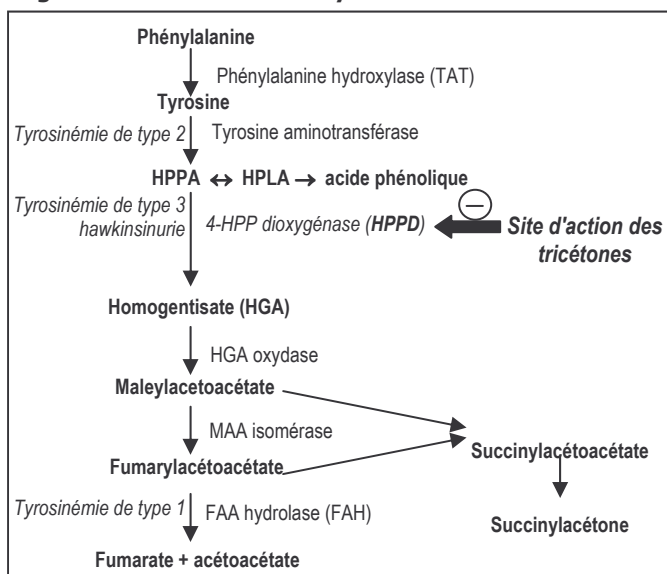 Phénylalanine
Phénylalanine hydroxylase (TAT)
Tyrosine
Tyrosinémie de type 2 Tyrosine aminotransférase
HPPA ↔ HPLA → acide phénolique
Tyrosinémie de type 3
hawkinsinurie
4-HPP dioxygénase (HPPD)
Site d'action des
tricétones
Homogentisate (HGA)
HGA oxydase
Maleylacetoacétate
MAA isomérase
Succinylacétoacétate
Fumarylacétoacétate
Tyrosinémie de type 1 FAA hydrolase (FAH)
Succinylacétone
Fumarate + acétoacétate